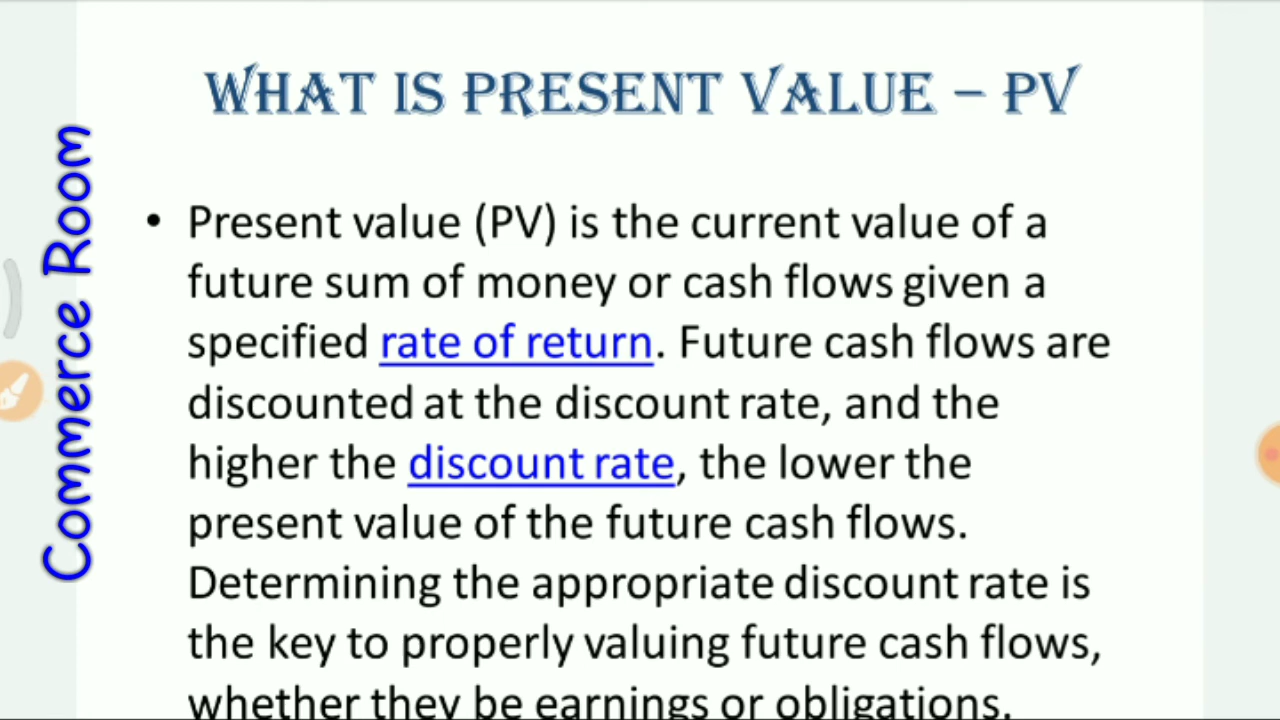 WHAT IS PRESENT VALUE – PV
Commerce Room
• Present value (PV) is the current value of a
future sum of money or cash flows given a
specified rate of return. Future cash flows are
discounted at the discount rate, and the
higher the discount rate, the lower the
present value of the future cash flows.
Determining the appropriate discount rate is
the key to properly valuing future cash flows,
whether they be earnings or obligations.